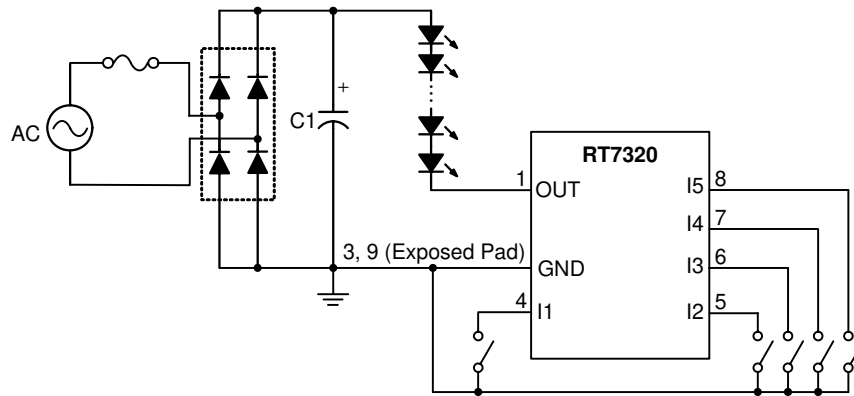 AC
C1
+
RT7320
1
OUT
3, 9 (Exposed Pad)
GND
4
I1
I5
8
I4
7
I3
6
I2
5